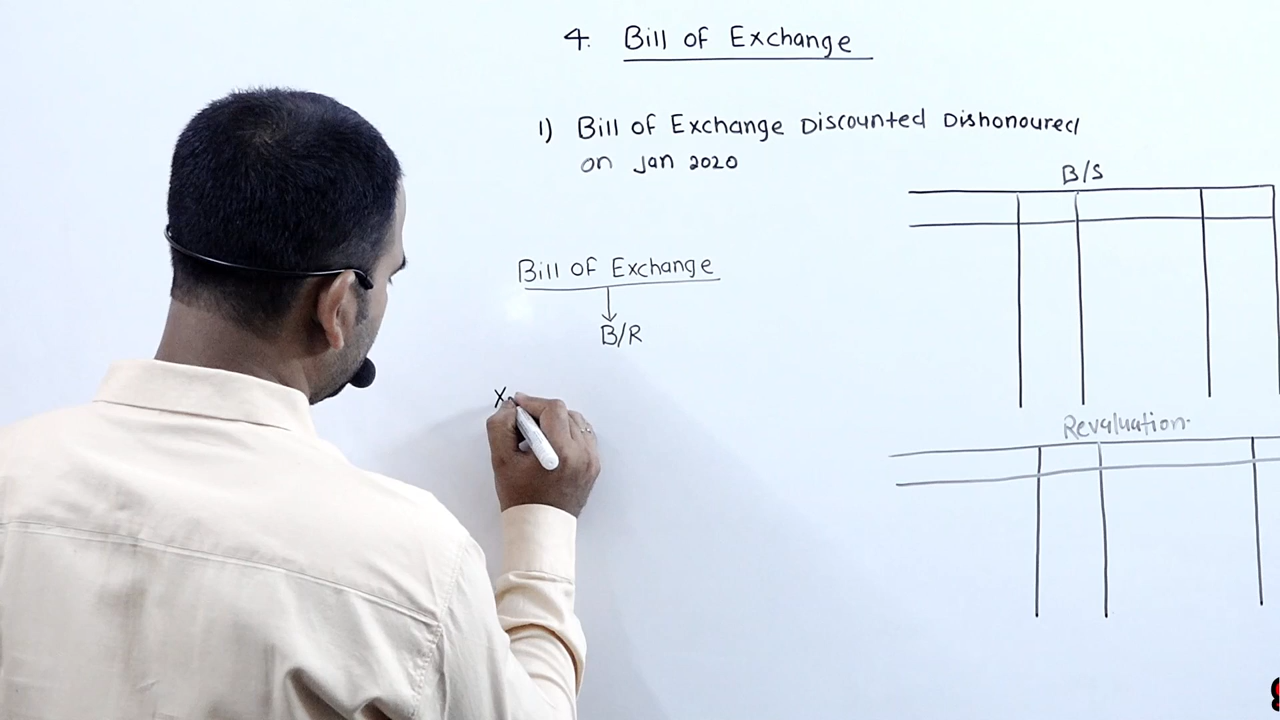 4. Bill of Exchange
1) Bill of Exchange Discounted Dishonoured
on Jan 2020
B/S
Bill of Exchange
B/R
X
Revaluation.